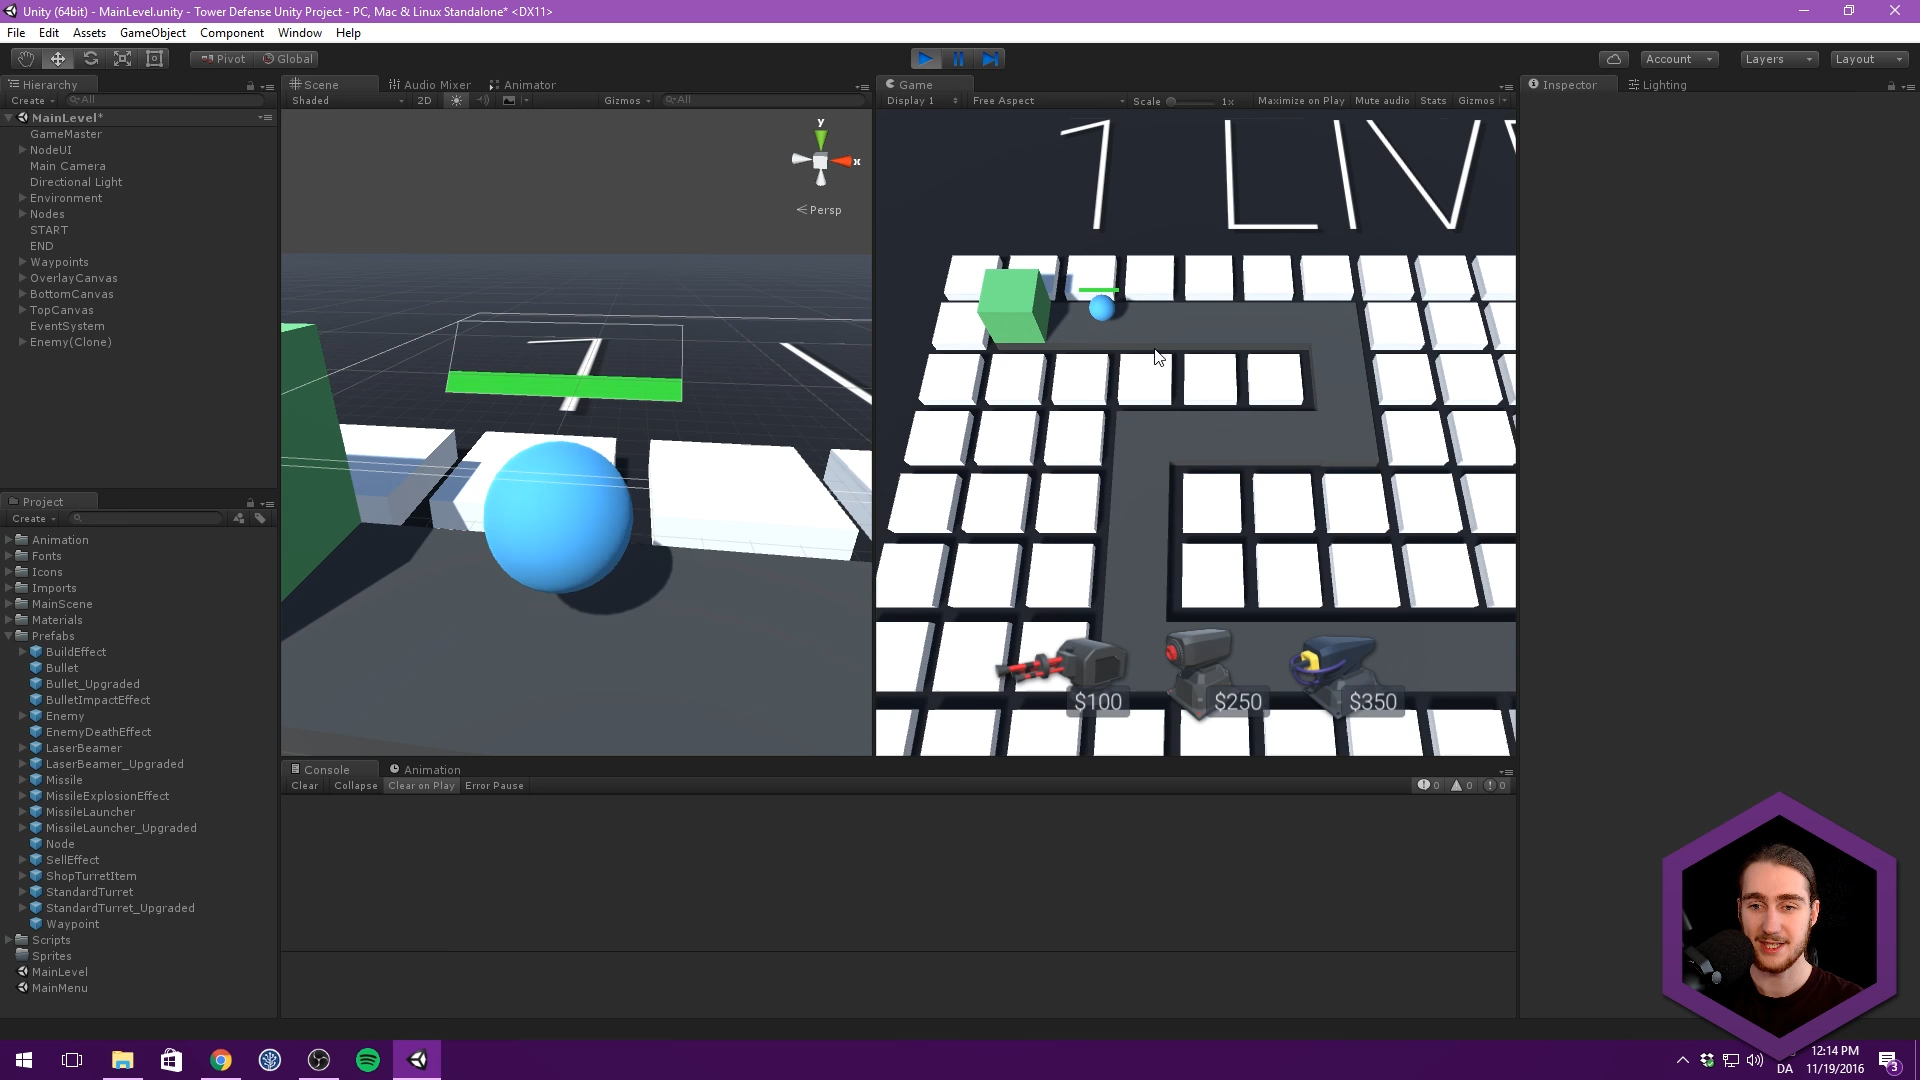 Unity (64bit) - MainLevel.unity - Tower Defense Unity Project - PC, Mac & Linux Standalone* <DX11>
File Edit Assets GameObject Component Window Help
Pivot Global Account Layers Layout
Hierarchy
Create All
MainLevel*
GameMaster
NodeUI
Main Camera
Directional Light
Environment
Nodes
START
END
Waypoints
OverlayCanvas
BottomCanvas
TopCanvas
EventSystem
Enemy(Clone)
Project
Create
Animation
Fonts
Icons
Imports
MainScene
Materials
Prefabs
BuildEffect
Bullet
Bullet_Upgraded
BulletImpactEffect
Enemy
EnemyDeathEffect
LaserBeamer
LaserBeamer_Upgraded
Missile
MissileExplosionEffect
MissileLauncher
MissileLauncher_Upgraded
Node
SellEffect
ShopTurretItem
StandardTurret
StandardTurret_Upgraded
Waypoint
Scripts
Sprites
MainLevel
MainMenu
Scene Audio Mixer Animator
Shaded 2D Gizmos All
y
x
Persp
1
Game
Display 1 Free Aspect Scale 1x Maximize on Play Mute audio Stats Gizmos
1 LIV
$100 $250 $350
Console Animation
Clear Collapse Clear on Play Error Pause 0 0 0
Inspector Lighting
12:14 PM
DA 11/19/2016 3